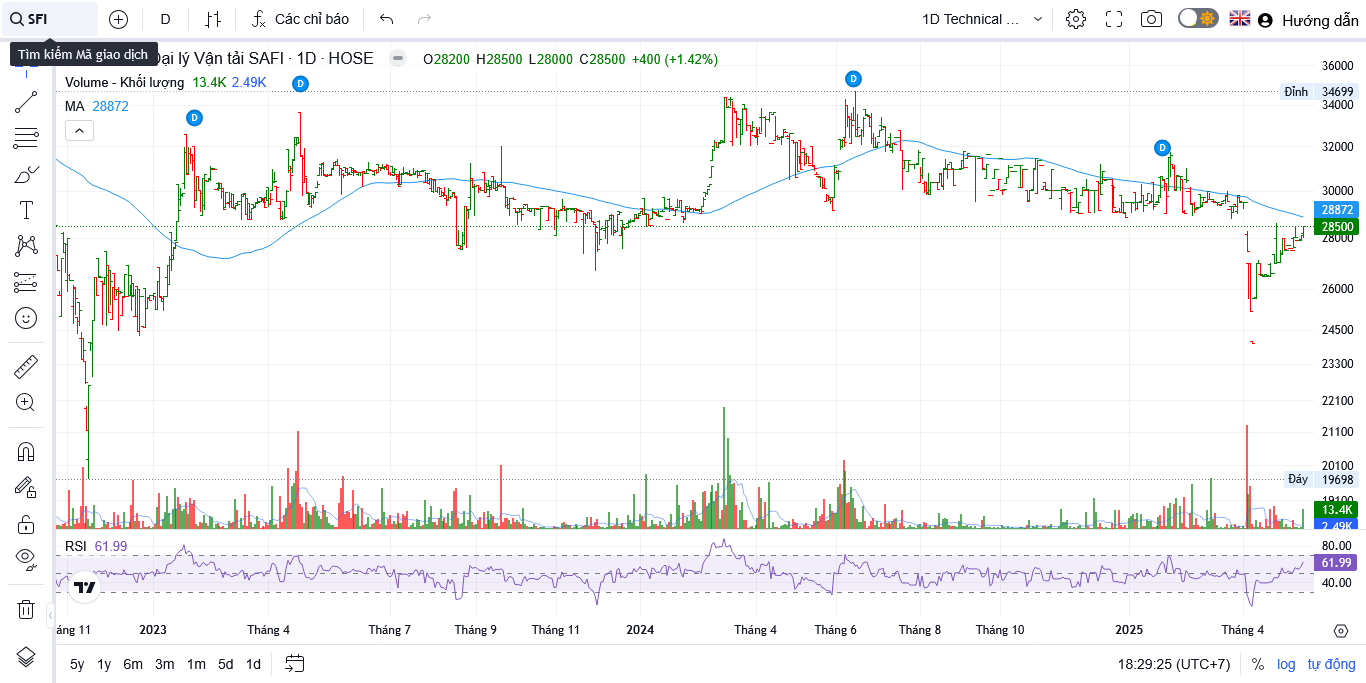 SFI
D
Các chỉ báo
1D Technical ...
Hướng dẫn
Tìm kiếm Mã giao dịch
Đại lý Vận tải SAFI · 1D · HOSE
O28200 H28500 L28000 C28500 +400 (+1.42%)
Volume - Khối lượng 13.4K 2.49K
MA 28872
D
D
D
D
36000
Đỉnh 34699
34000
32000
30000
28872
28500
28000
26000
24500
23300
22100
21100
20100
Đáy 19698
19100
13.4K
2.49K
RSI 61.99
80.00
61.99
40.00
áng 11 2023 Tháng 4 Tháng 7 Tháng 9 Tháng 11 2024 Tháng 4 Tháng 6 Tháng 8 Tháng 10 2025 Tháng 4
5y 1y 6m 3m 1m 5d 1d
18:29:25 (UTC+7) % log tự động